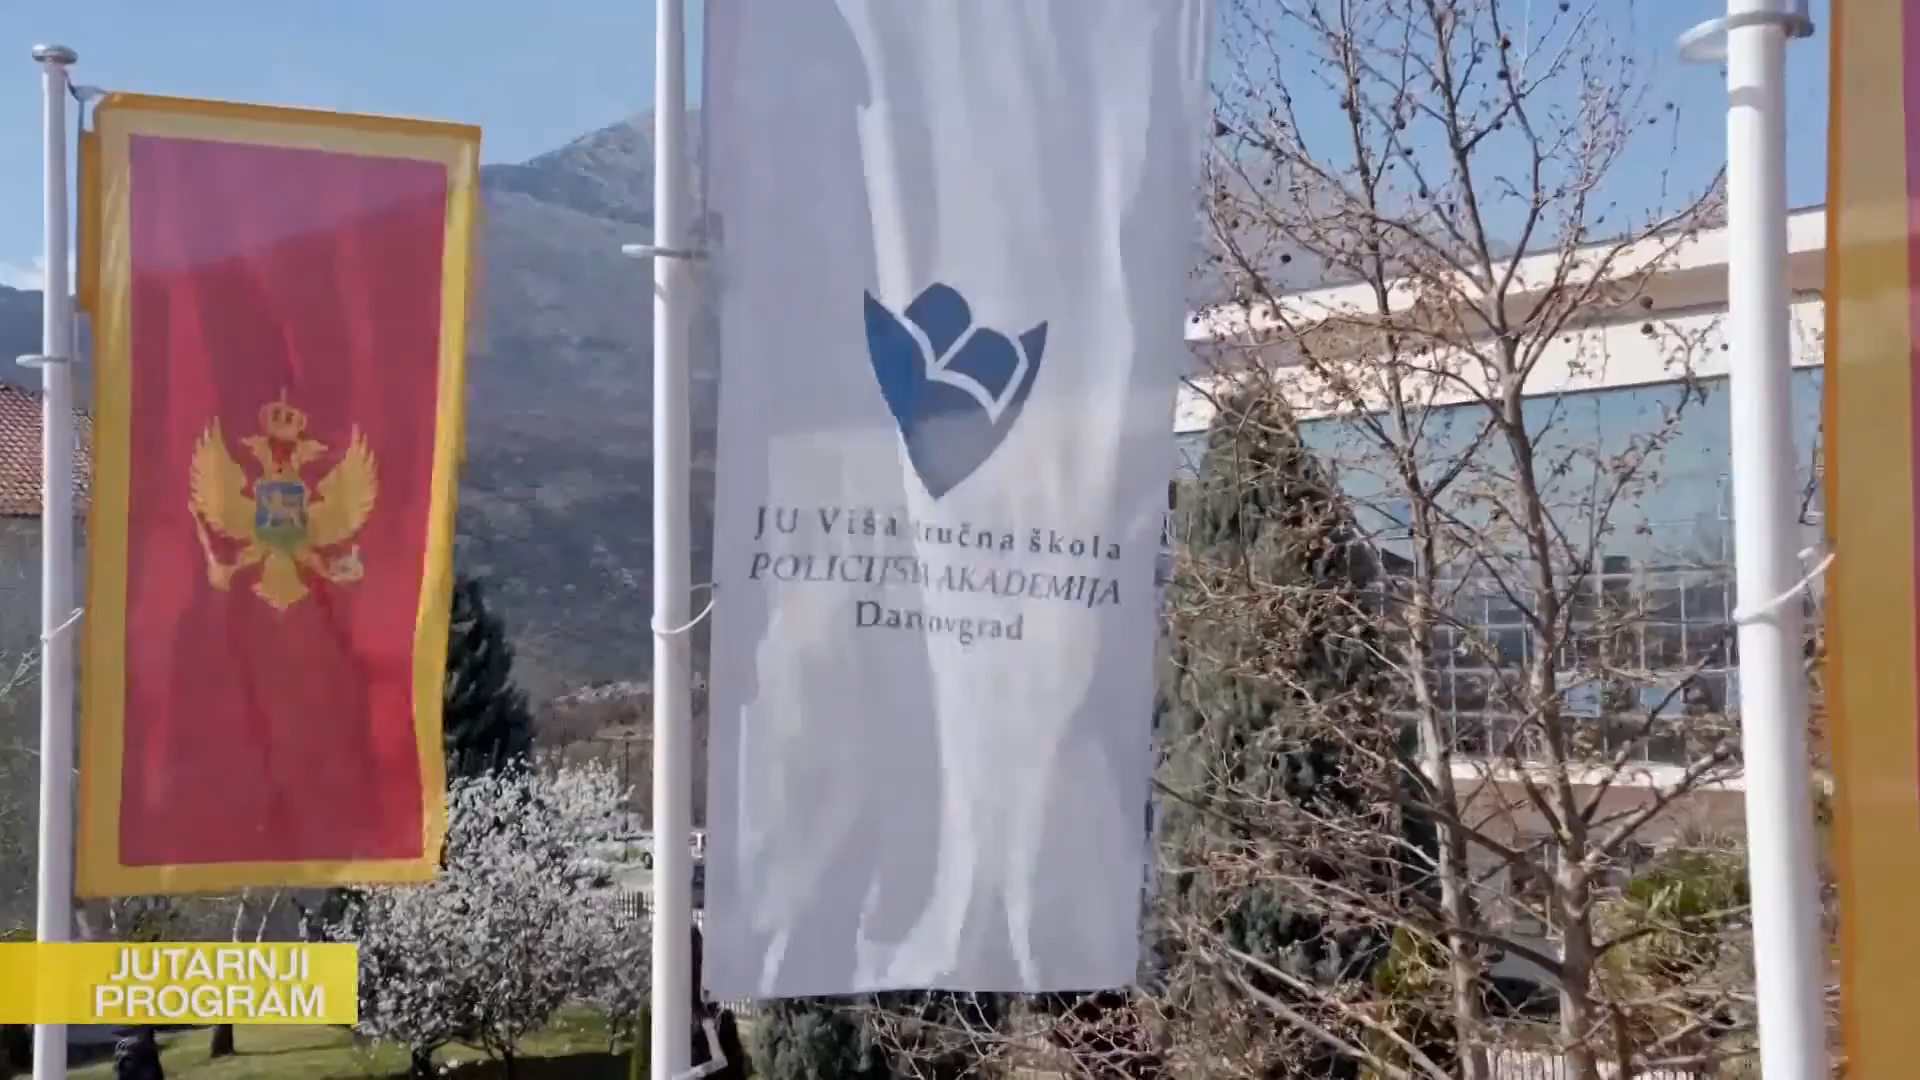 JU Viša stručna škola
POLICIJSKA AKADEMIJA
Danilovgrad
JUTARNJI
PROGRAM